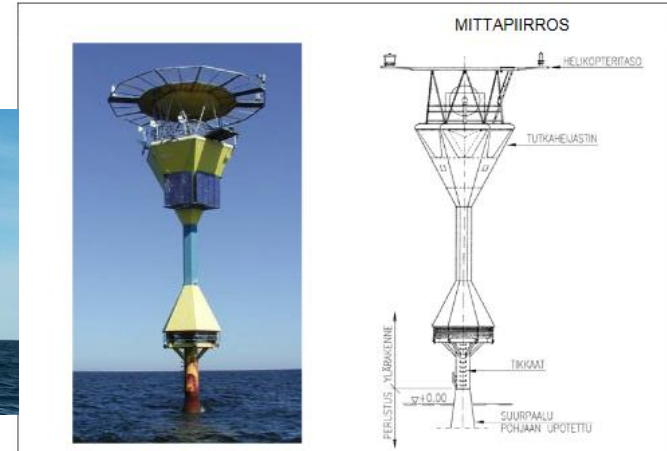 MITTAPIIRROS
HELIKOPTERITASO
TUTKAHEIJASTIN
YLÄRAKENNE
TIKKAAT
PERUSTUS
+0.00
SUURPAALU
POHJAAN UPOTETTU